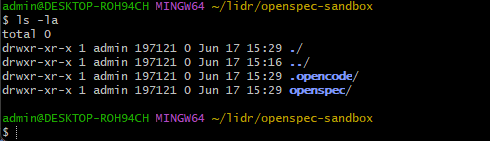 admin@DESKTOP-ROH94CH MINGW64 ~/lidr/openspec-sandbox
$ ls -la
total 0
drwxr-xr-x 1 admin 197121 0 Jun 17 15:29 ./
drwxr-xr-x 1 admin 197121 0 Jun 17 15:16 ../
drwxr-xr-x 1 admin 197121 0 Jun 17 15:29 .opencode/
drwxr-xr-x 1 admin 197121 0 Jun 17 15:29 openspec/
admin@DESKTOP-ROH94CH MINGW64 ~/lidr/openspec-sandbox
$